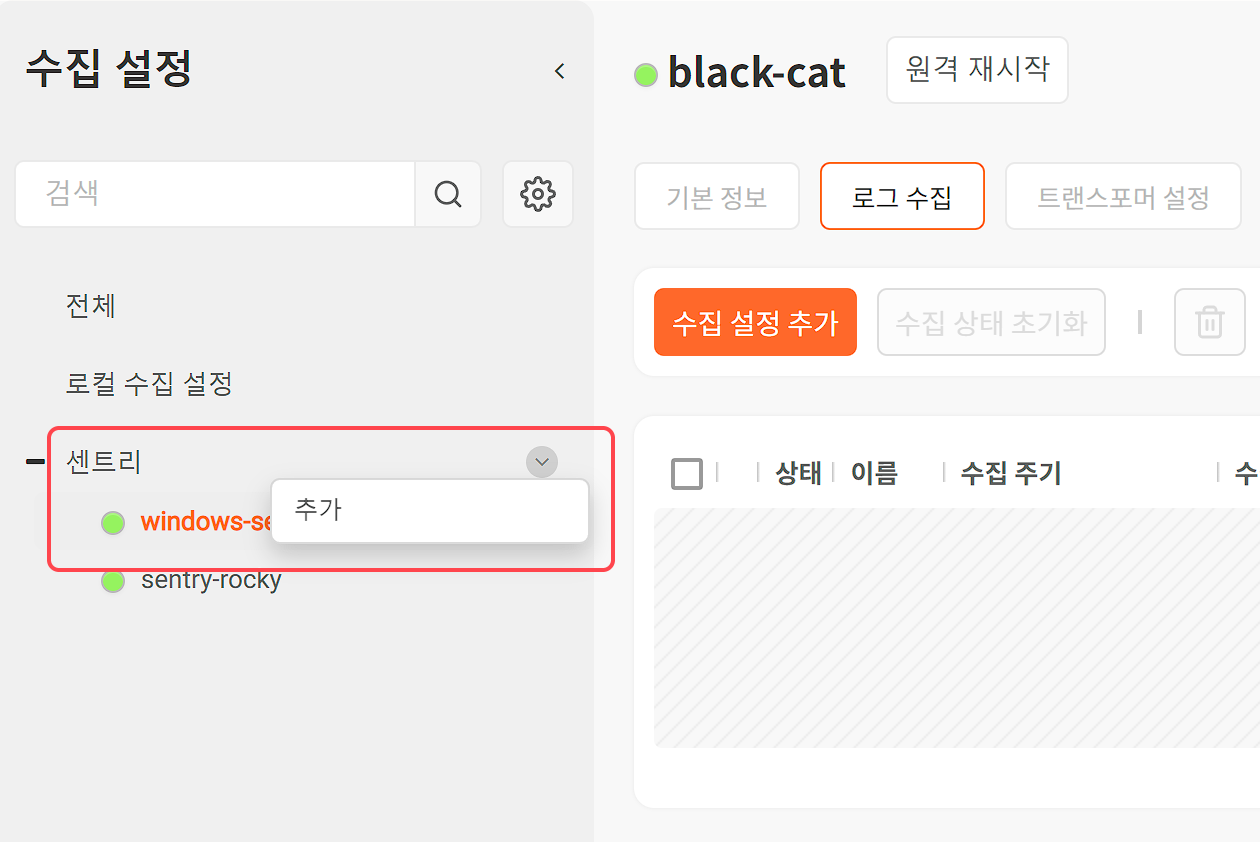 수집 설정
검색
전체
로컬 수집 설정
센트리
추가
windows-se
sentry-rocky
black-cat
원격 재시작
기본 정보
로그 수집
트랜스포머 설정
수집 설정 추가
수집 상태 초기화
상태
이름
수집 주기
수